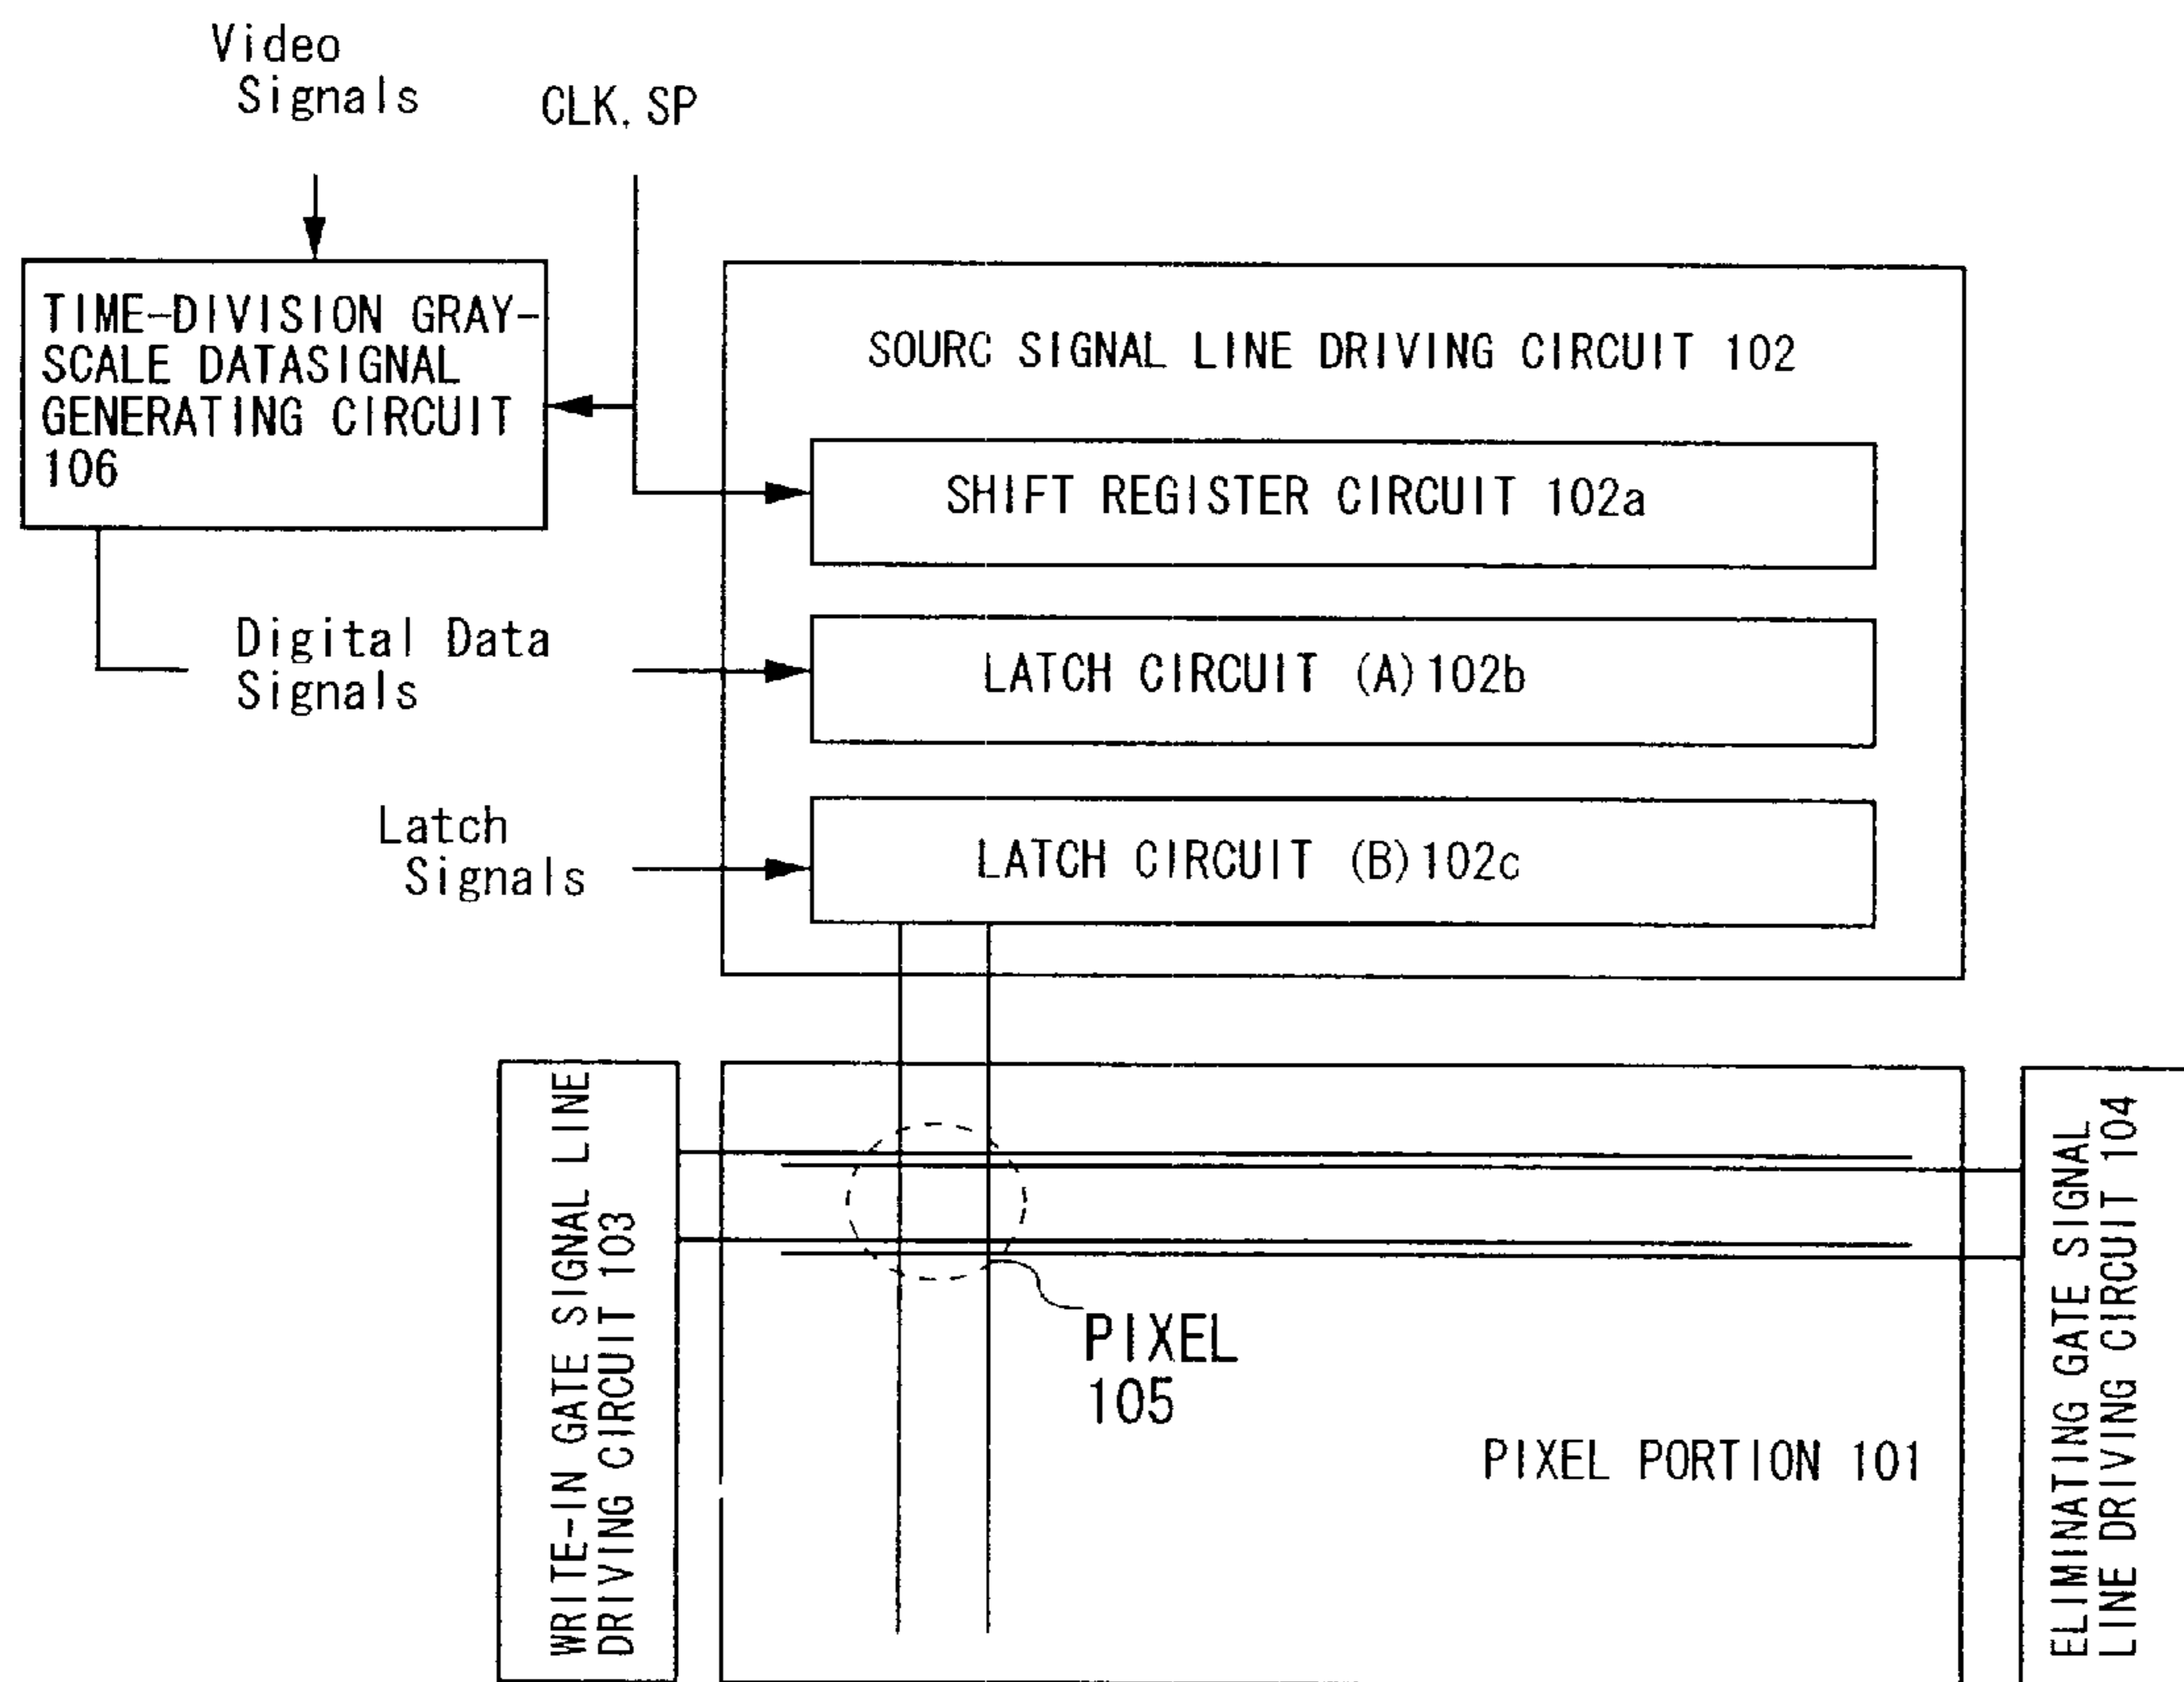 Video
Signals
CLK. SP
TIME-DIVISION GRAY-
SCALE DATASIGNAL
GENERATING CIRCUIT
106
SOURC SIGNAL LINE DRIVING CIRCUIT 102
SHIFT REGISTER CIRCUIT 102a
Digital Data
Signals
LATCH CIRCUIT (A)102b
Latch
Signals
LATCH CIRCUIT (B)102c
WRITE-IN GATE SIGNAL LINE
DRIVING CIRCUIT 103
PIXEL
105
PIXEL PORTION 101
ELIMINATING GATE SIGNAL
LINE DRIVING CIRCUIT 104